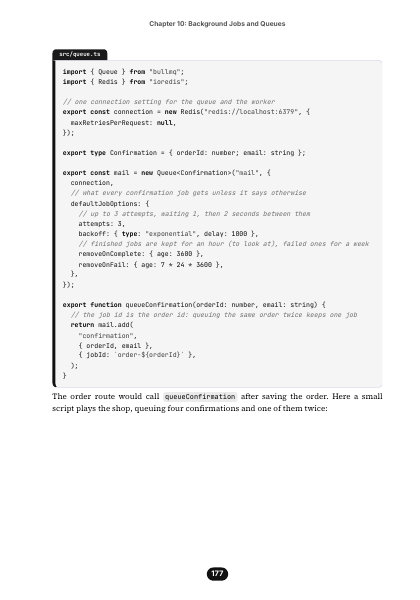 Chapter 10: Background Jobs and Queues
src/queue.ts
import { Queue } from "bullmq";
import { Redis } from "ioredis";
// one connection setting for the queue and the worker
export const connection = new Redis("redis://localhost:6379", {
  maxRetriesPerRequest: null,
});
export type Confirmation = { orderId: number; email: string };
export const mail = new Queue<Confirmation>("mail", {
  connection,
  // what every confirmation job gets unless it says otherwise
  defaultJobOptions: {
    // up to 3 attempts, waiting 1, then 2 seconds between them
    attempts: 3,
    backoff: { type: "exponential", delay: 1000 },
    // finished jobs are kept for an hour (to look at), failed ones for a week
    removeOnComplete: { age: 3600 },
    removeOnFail: { age: 7 * 24 * 3600 },
  },
});
export function queueConfirmation(orderId: number, email: string) {
  // the job id is the order id: queuing the same order twice keeps one job
  return mail.add(
    "confirmation",
    { orderId, email },
    { jobId: `order-${orderId}` },
  );
}
The order route would call queueConfirmation after saving the order. Here a small
script plays the shop, queuing four confirmations and one of them twice:
177